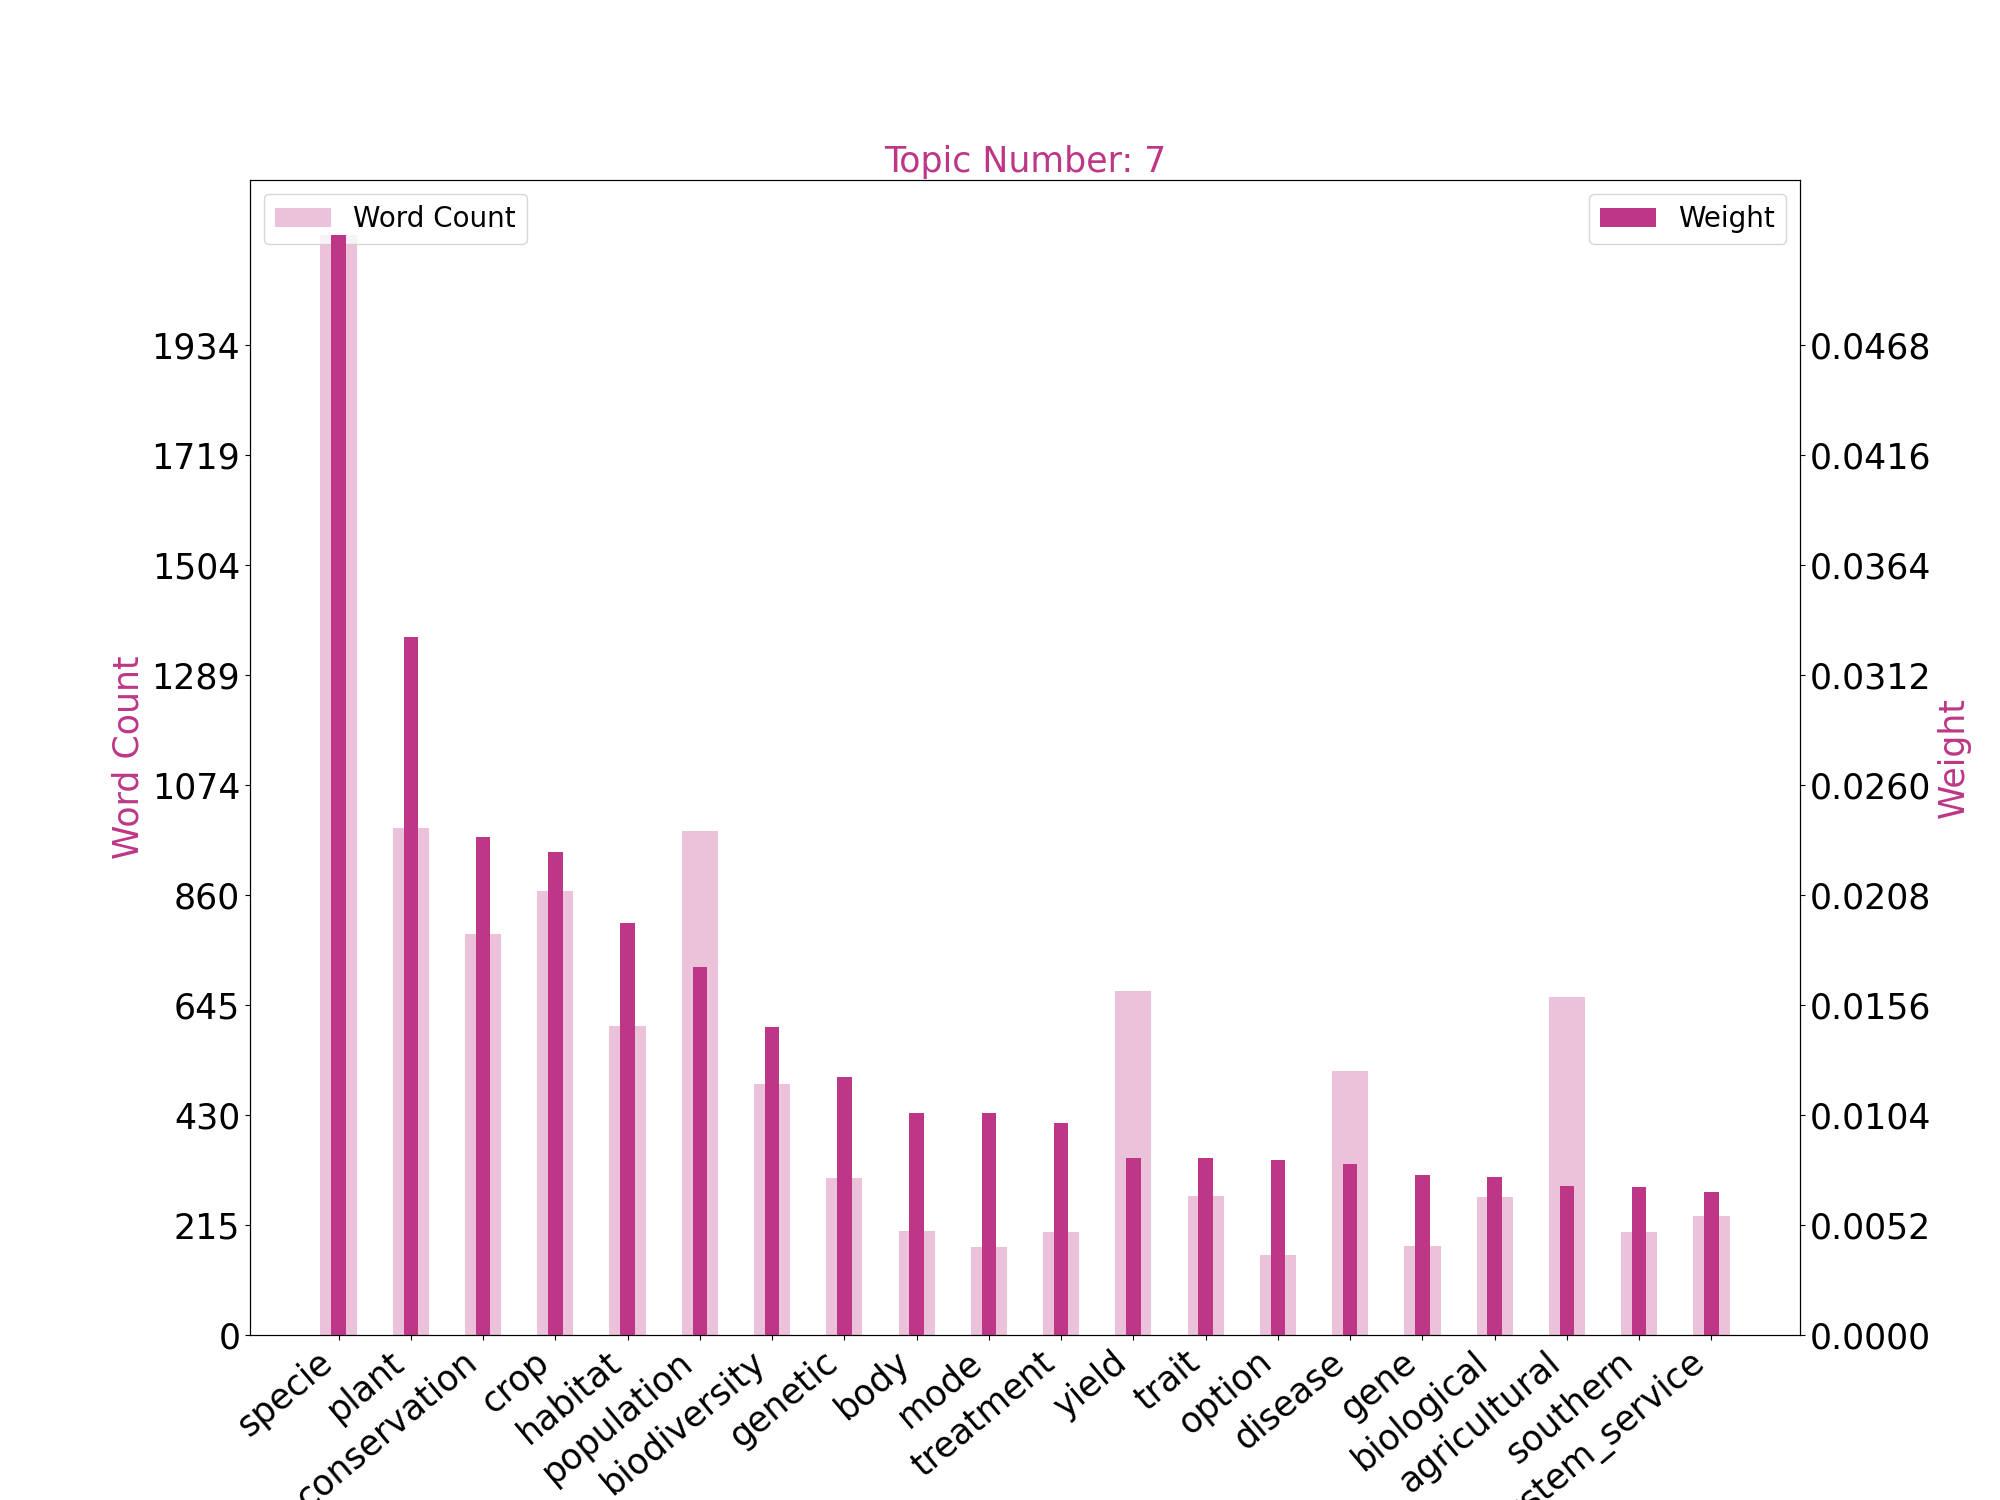 Topic Number: 7
Word Count
Weight
1934
1719
1504
1289
1074
860
645
430
215
0
Word Count
0.0468
0.0416
0.0364
0.0312
0.0260
0.0208
0.0156
0.0104
0.0052
0.0000
Weight
specie
plant
conservation
crop
habitat
population
biodiversity
genetic
body
mode
treatment
yield
trait
option
disease
gene
biological
agricultural
southern
stem_service